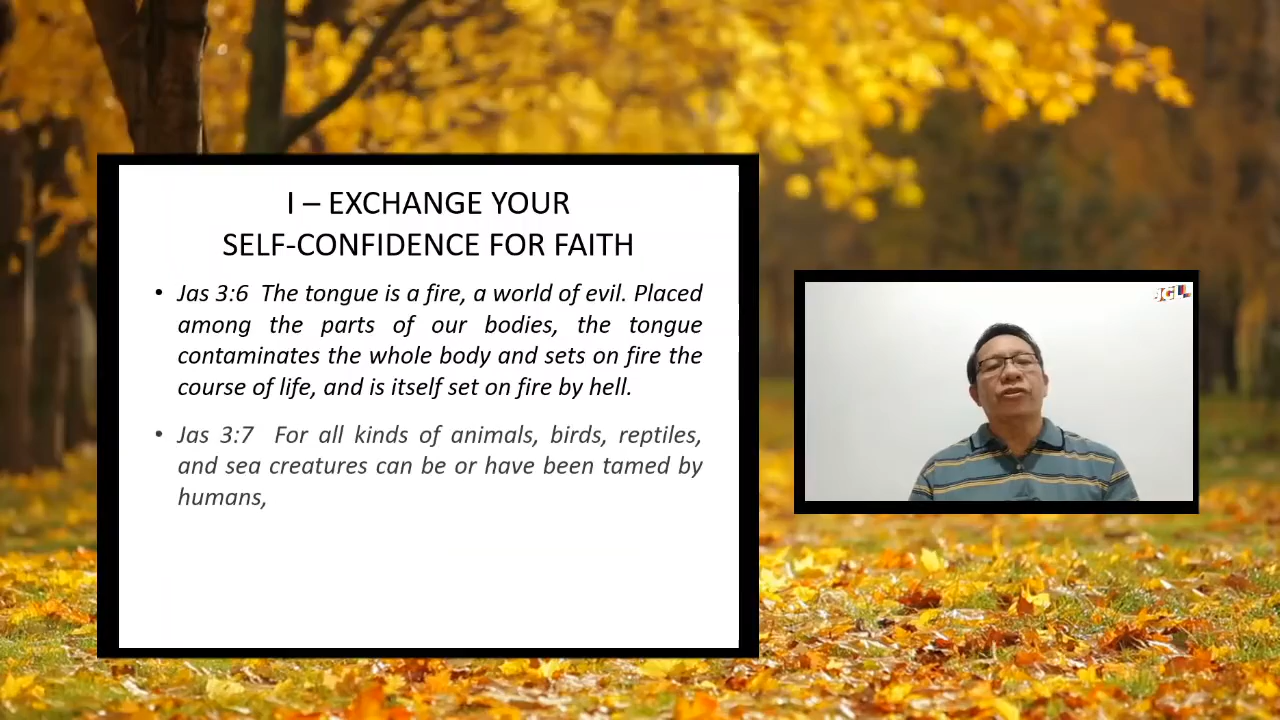 I – EXCHANGE YOUR
SELF-CONFIDENCE FOR FAITH
• Jas 3:6 The tongue is a fire, a world of evil. Placed
among the parts of our bodies, the tongue
contaminates the whole body and sets on fire the
course of life, and is itself set on fire by hell.
• Jas 3:7 For all kinds of animals, birds, reptiles,
and sea creatures can be or have been tamed by
humans,